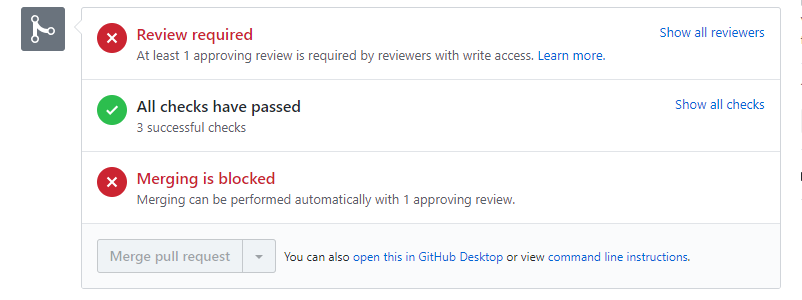 Review required
Show all reviewers
At least 1 approving review is required by reviewers with write access. Learn more.
All checks have passed
Show all checks
3 successful checks
Merging is blocked
Merging can be performed automatically with 1 approving review.
Merge pull request
You can also open this in GitHub Desktop or view command line instructions.